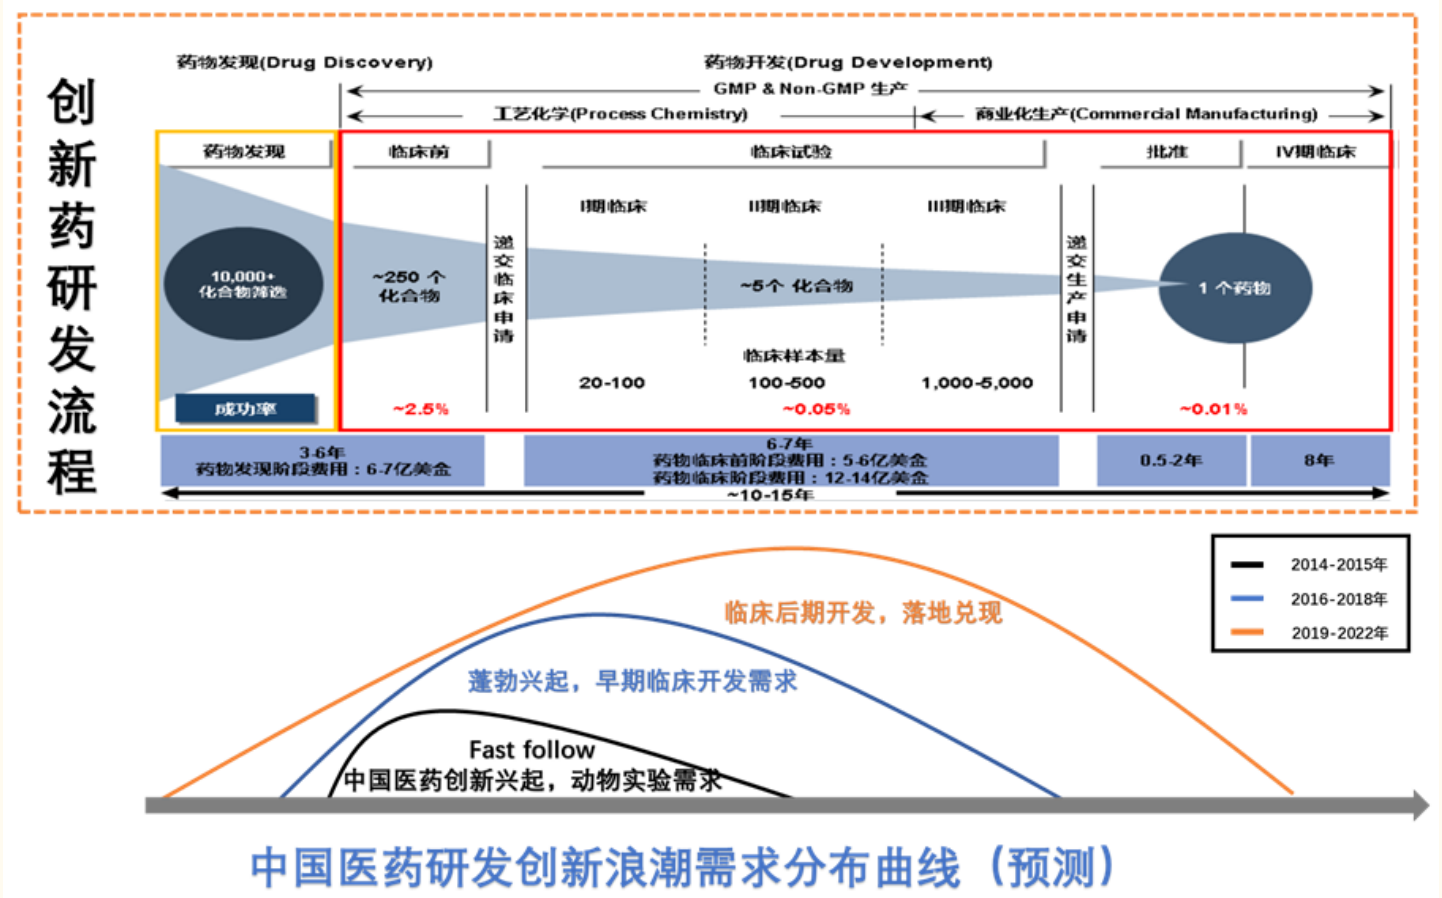 创新药研发流程
药物发现(Drug Discovery)
药物开发(Drug Development)
GMP & Non-GMP 生产
工艺化学(Process Chemistry)
商业化生产(Commercial Manufacturing)
药物发现
临床前
临床试验
批准
IV期临床
I期临床
II期临床
III期临床
10,000+
化合物筛选
~250 个
化合物
递交临床申请
~5个 化合物
递交生产申请
1 个药物
临床样本量
20-100
100-500
1,000-5,000
成功率
~2.5%
~0.05%
~0.01%
3-6年
药物发现阶段费用：6-7亿美金
6-7年
药物临床前阶段费用：5-6亿美金
药物临床阶段费用：12-14亿美金
0.5-2年
8年
~10-15年
2014-2015年
2016-2018年
2019-2022年
临床后期开发，落地兑现
蓬勃兴起，早期临床开发需求
Fast follow
中国医药创新兴起，动物实验需求
中国医药研发创新浪潮需求分布曲线（预测）